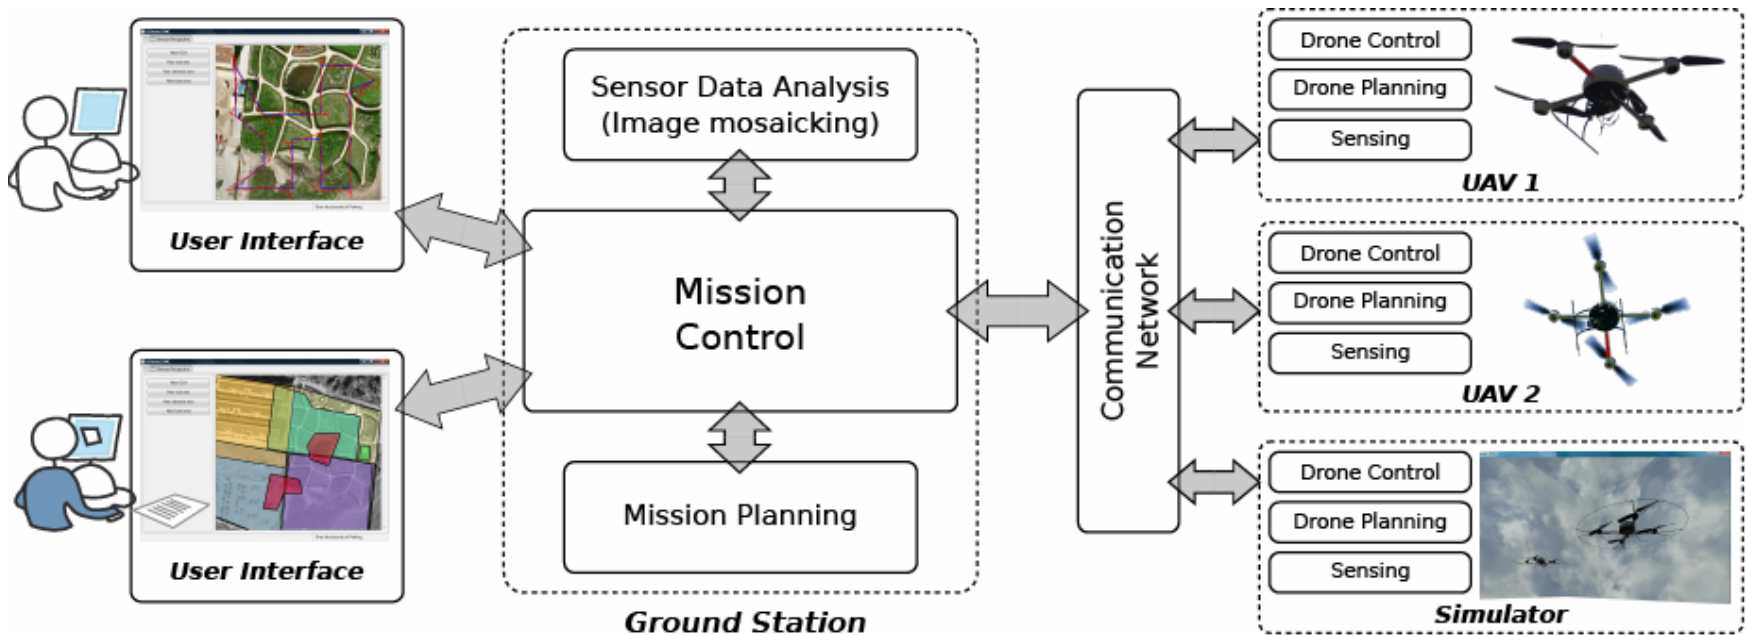 User Interface
User Interface
Sensor Data Analysis
(Image mosaicking)
Mission
Control
Mission Planning
Ground Station
Communication
Network
Drone Control
Drone Planning
Sensing
UAV 1
Drone Control
Drone Planning
Sensing
UAV 2
Drone Control
Drone Planning
Sensing
Simulator